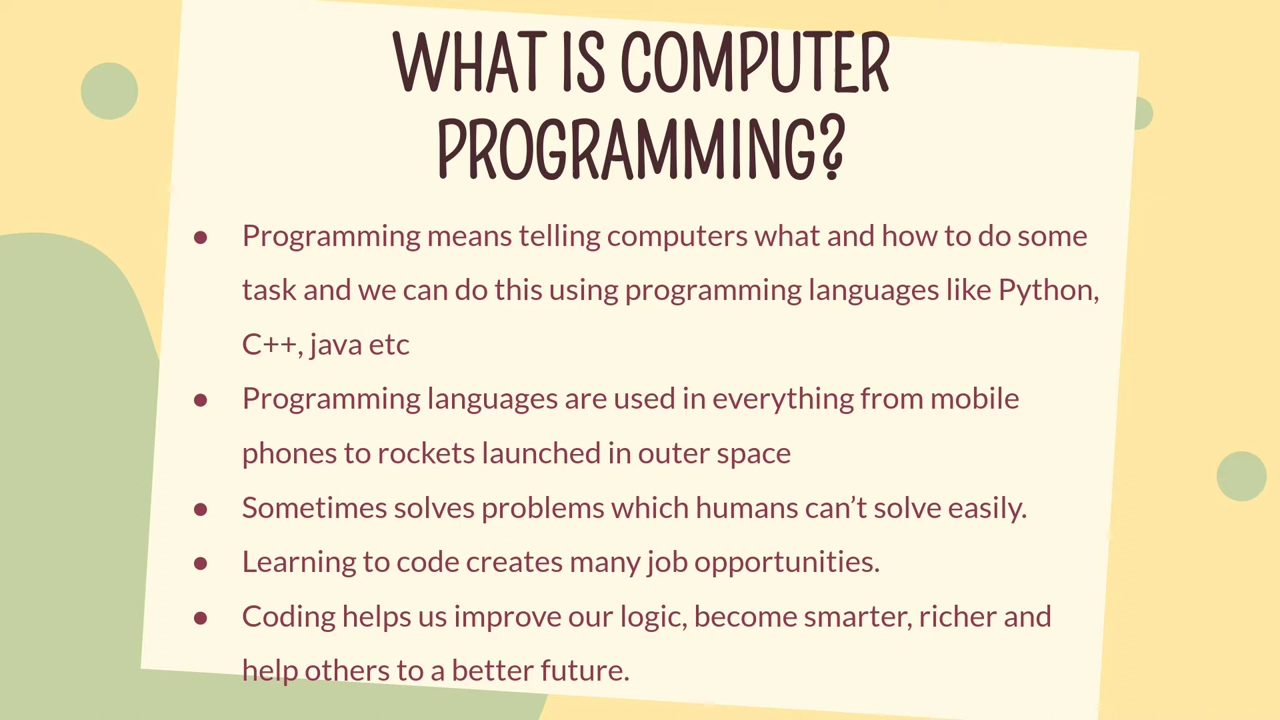 WHAT IS COMPUTER
PROGRAMMING?
● Programming means telling computers what and how to do some
task and we can do this using programming languages like Python,
C++, java etc
● Programming languages are used in everything from mobile
phones to rockets launched in outer space
● Sometimes solves problems which humans can’t solve easily.
● Learning to code creates many job opportunities.
● Coding helps us improve our logic, become smarter, richer and
help others to a better future.